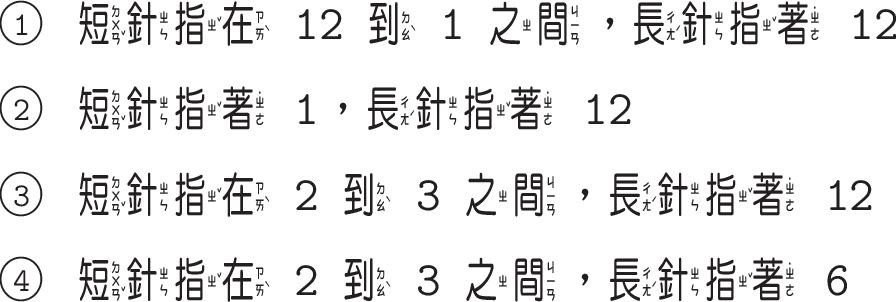 ① 短針指在 12 到 1 之間，長針指著 12
② 短針指著 1，長針指著 12
③ 短針指在 2 到 3 之間，長針指著 12
④ 短針指在 2 到 3 之間，長針指著 6